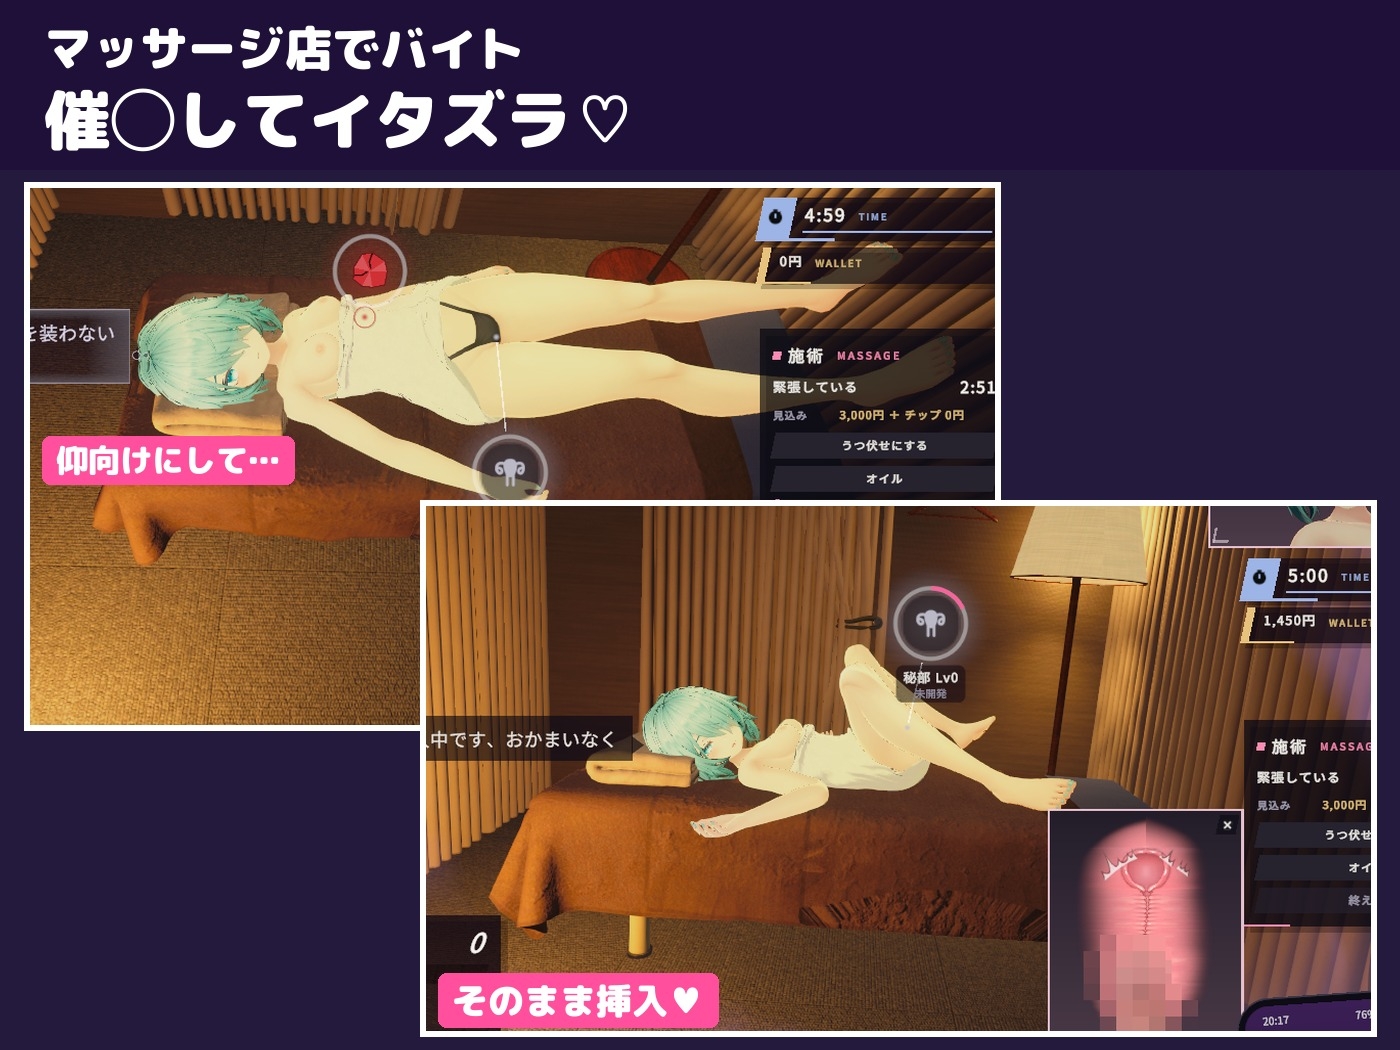 マッサージ店でバイト
催◯してイタズラ♡
4:59 TIME
0円 WALLET
を装わない
施術 MASSAGE
緊張している 2:51
見込み 3,000円 + チップ 0円
うつ伏せにする
オイル
仰向けにして…
5:00 TIME
1,450円 WALLET
秘部 Lv0
未開発
中です、おかまいなく
施術 MASSAG
緊張している
見込み 3,000円
うつ伏せ
オイ
終え
×
0
そのまま挿入♥
20:17 76%